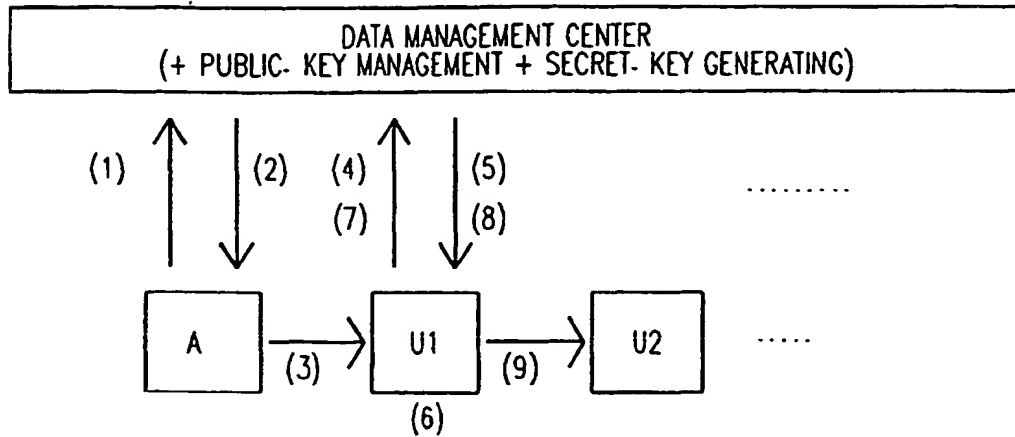 DATA MANAGEMENT CENTER
(+ PUBLIC- KEY MANAGEMENT + SECRET- KEY GENERATING)
(1) (2) (4) (5)
(7) (8)
A U1 U2
(3) (9)
(6)